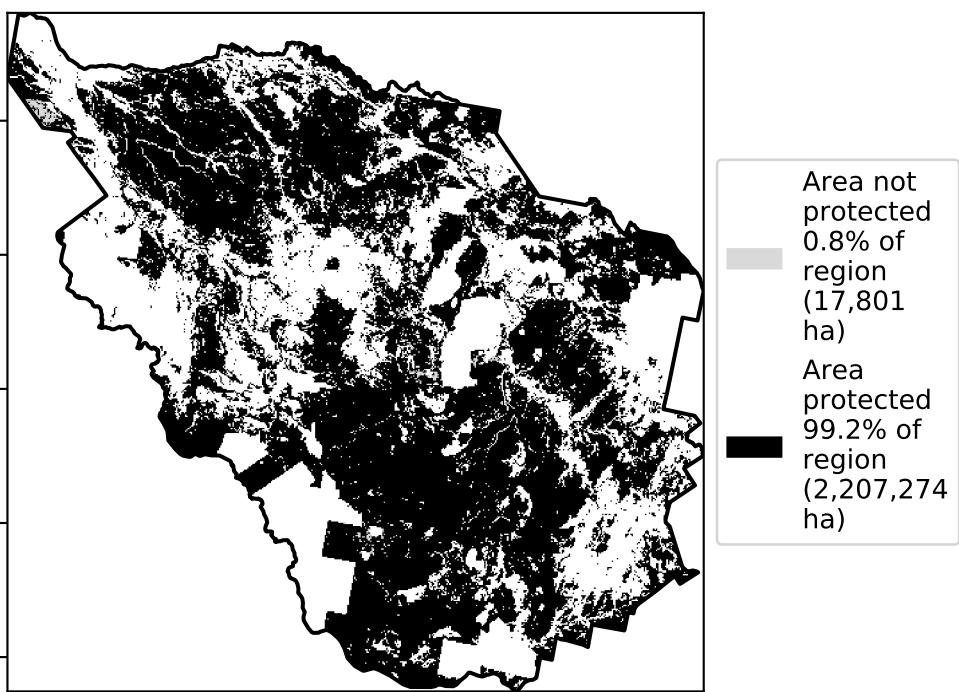 Area not
protected
0.8% of
region
(17,801
ha)
Area
protected
99.2% of
region
(2,207,274
ha)